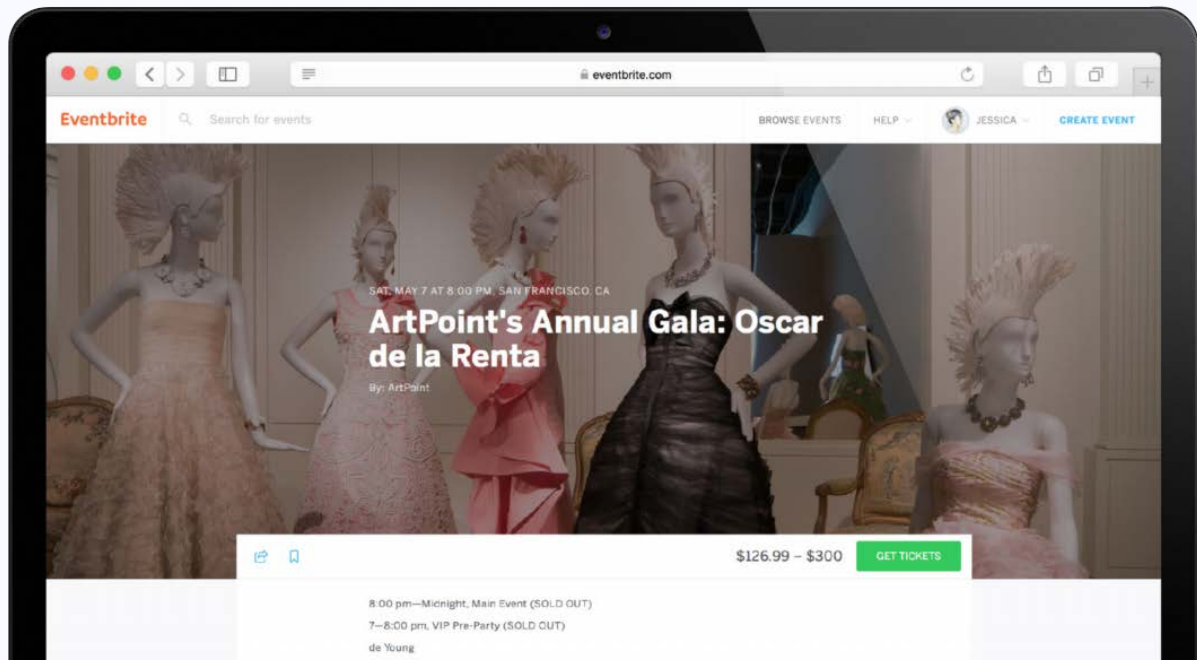 eventbrite.com
Eventbrite
Search for events
BROWSE EVENTS
HELP
JESSICA
CREATE EVENT
SAT, MAY 7 AT 8:00 PM, SAN FRANCISCO, CA
ArtPoint's Annual Gala: Oscar
de la Renta
By: ArtPoint
$126.99 – $300
GET TICKETS
8:00 pm—Midnight, Main Event (SOLD OUT)
7—8:00 pm, VIP Pre-Party (SOLD OUT)
de Young